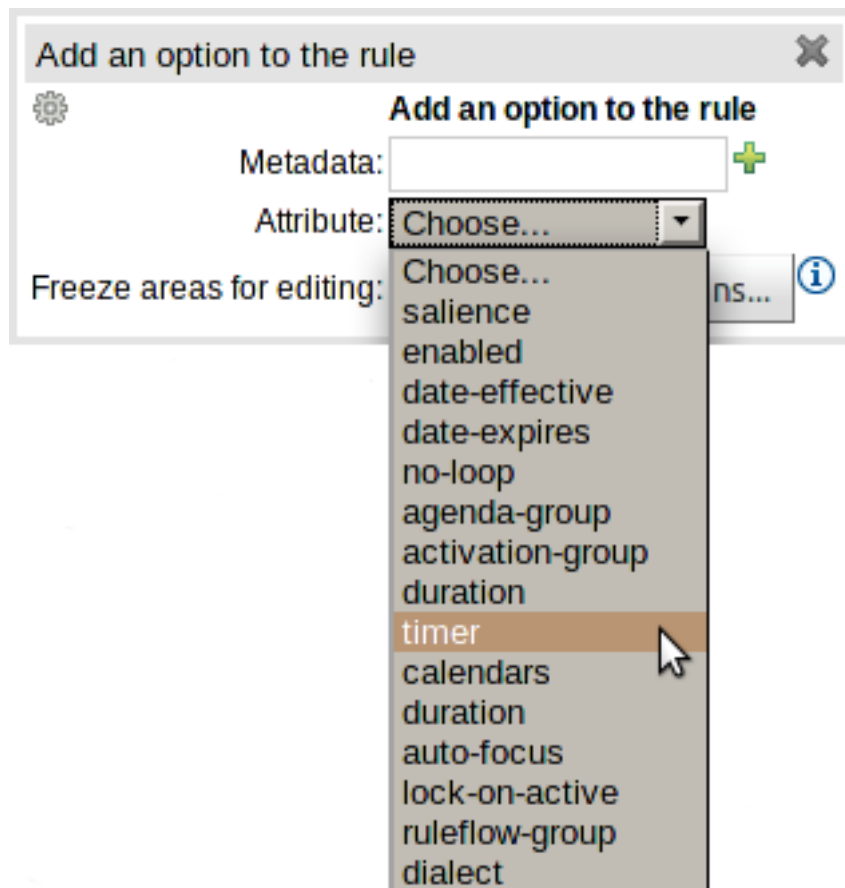 Add an option to the rule
Add an option to the rule
Metadata:
Attribute: Choose...
Choose...
Freeze areas for editing: ns...
salience
enabled
date-effective
date-expires
no-loop
agenda-group
activation-group
duration
timer
calendars
duration
auto-focus
lock-on-active
ruleflow-group
dialect